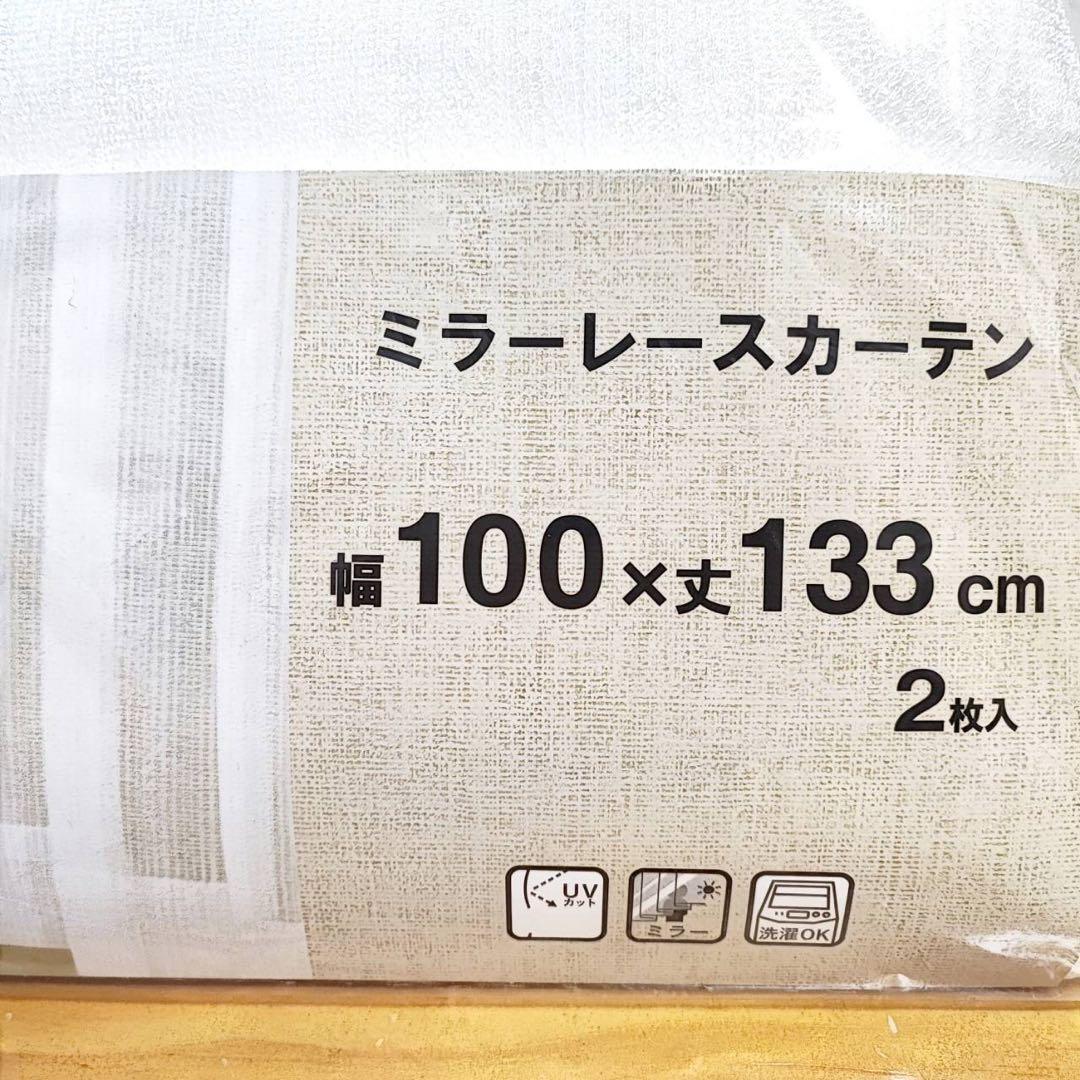 ミラーレースカーテン
幅100×丈133cm
2枚入
UV
カット
ミラー
洗濯OK